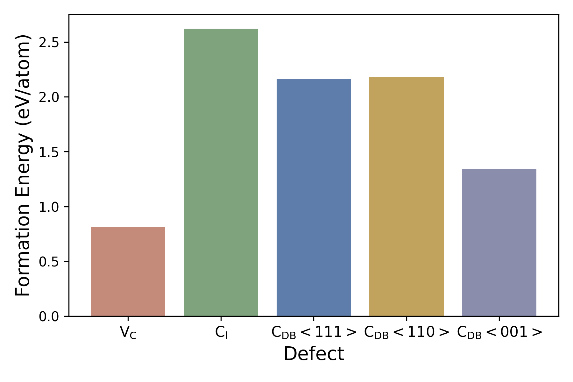 Formation Energy (eV/atom)
2.5
2.0
1.5
1.0
0.5
0.0
V_C C_I C_DB<111> C_DB<110> C_DB<001>
Defect